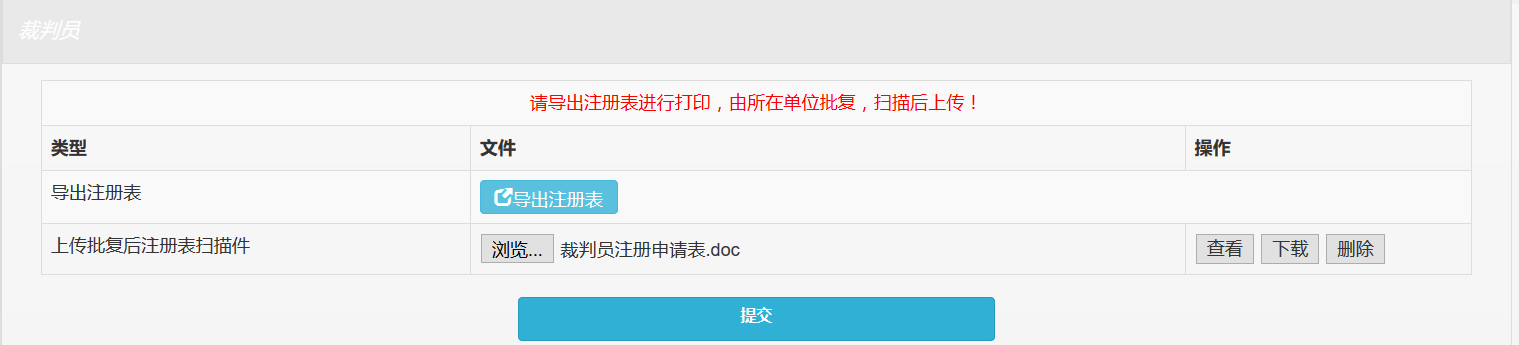 裁判员
请导出注册表进行打印，由所在单位批复，扫描后上传！
类型 文件 操作
导出注册表 导出注册表
上传批复后注册表扫描件 浏览... 裁判员注册申请表.doc 查看 下载 删除
提交